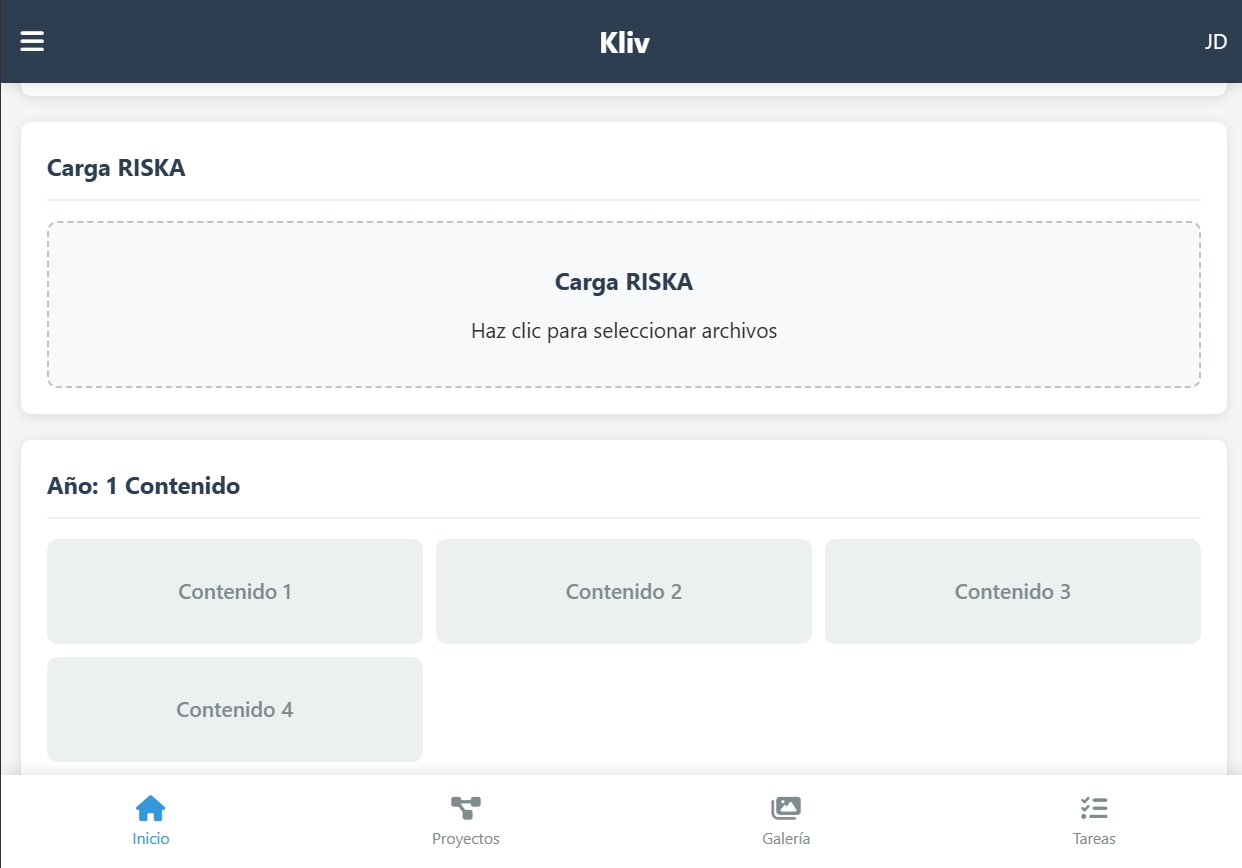 Kliv
JD
Carga RISKA
Carga RISKA
Haz clic para seleccionar archivos
Año: 1 Contenido
Contenido 1
Contenido 2
Contenido 3
Contenido 4
Inicio
Proyectos
Galería
Tareas